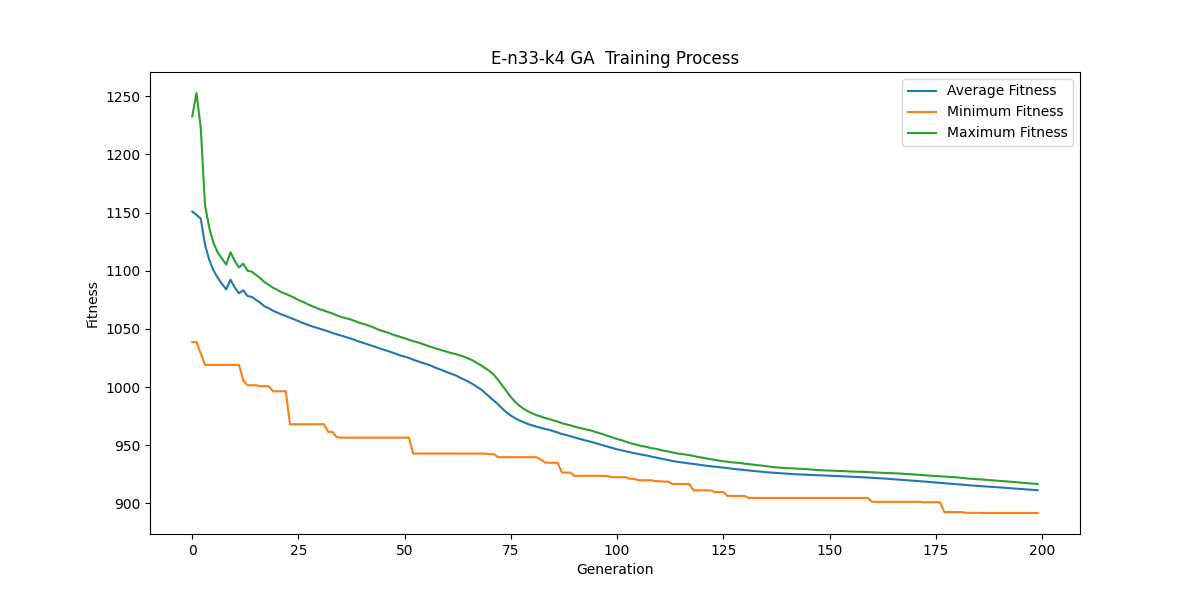 E-n33-k4 GA  Training Process
Average Fitness
Minimum Fitness
Maximum Fitness
Fitness
1250
1200
1150
1100
1050
1000
950
900
0 25 50 75 100 125 150 175 200
Generation